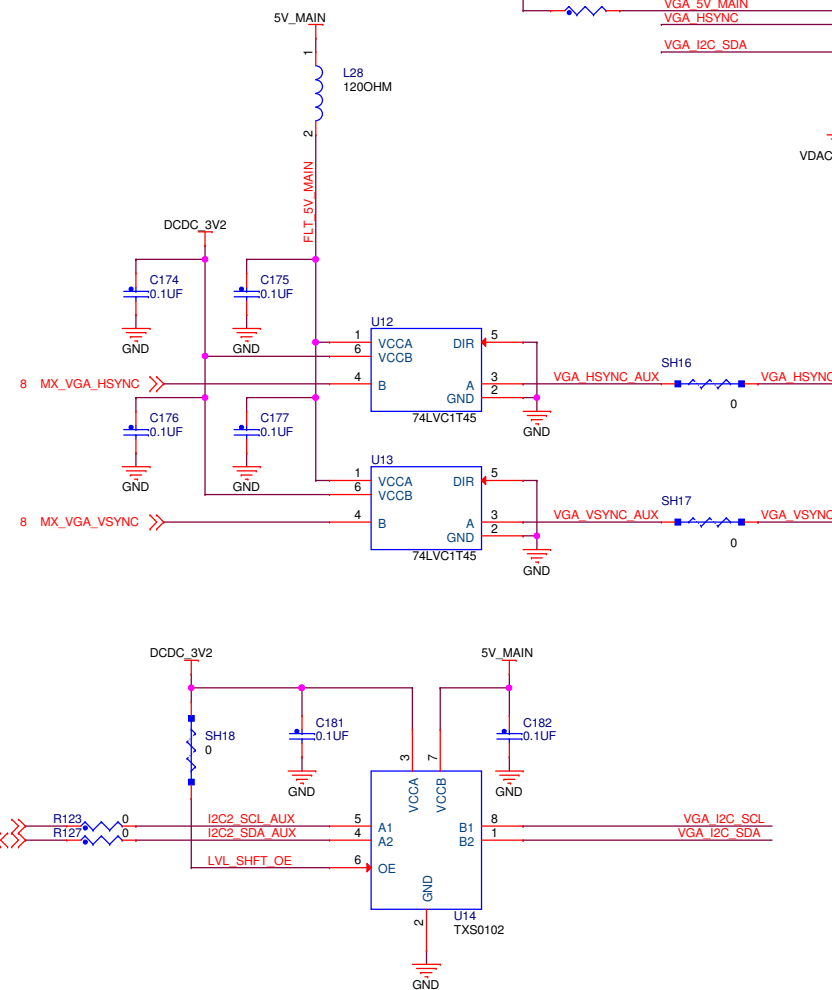 VGA_5V_MAIN
5V_MAIN
VGA_HSYNC
VGA_I2C_SDA
1
L28
120OHM
2
VDAC
FLT_5V_MAIN
DCDC_3V2
C174
0.1UF
C175
0.1UF
GND
GND
U12
1
VCCA
DIR
5
6
VCCB
SH16
8 MX_VGA_HSYNC
4
B
A
3
VGA_HSYNC_AUX
VGA_HSYNC
GND
2
0
74LVC1T45
GND
C176
0.1UF
C177
0.1UF
GND
GND
U13
1
VCCA
DIR
5
6
VCCB
SH17
8 MX_VGA_VSYNC
4
B
A
3
VGA_VSYNC_AUX
VGA_VSYNC
GND
2
0
74LVC1T45
GND
DCDC_3V2
5V_MAIN
SH18
0
C181
0.1UF
C182
0.1UF
3
7
GND
GND
VCCA
VCCB
R123
0
I2C2_SCL_AUX
5
A1
B1
8
VGA_I2C_SCL
R127
0
I2C2_SDA_AUX
4
A2
B2
1
VGA_I2C_SDA
LVL_SHFT_OE
6
OE
GND
2
U14
TXS0102
GND